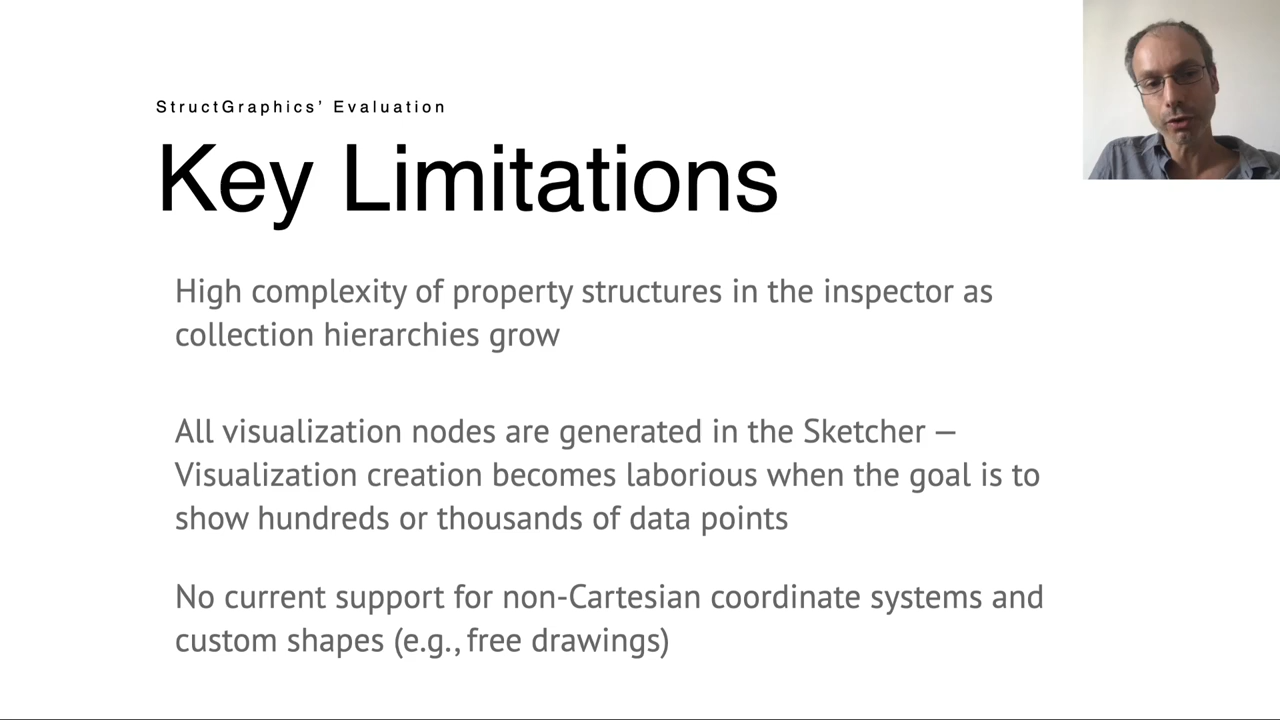 StructGraphics’ Evaluation
Key Limitations
High complexity of property structures in the inspector as
collection hierarchies grow
All visualization nodes are generated in the Sketcher —
Visualization creation becomes laborious when the goal is to
show hundreds or thousands of data points
No current support for non-Cartesian coordinate systems and
custom shapes (e.g., free drawings)